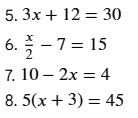 5. 3x + 12 = 30
6. x/2 − 7 = 15
7. 10 − 2x = 4
8. 5(x + 3) = 45